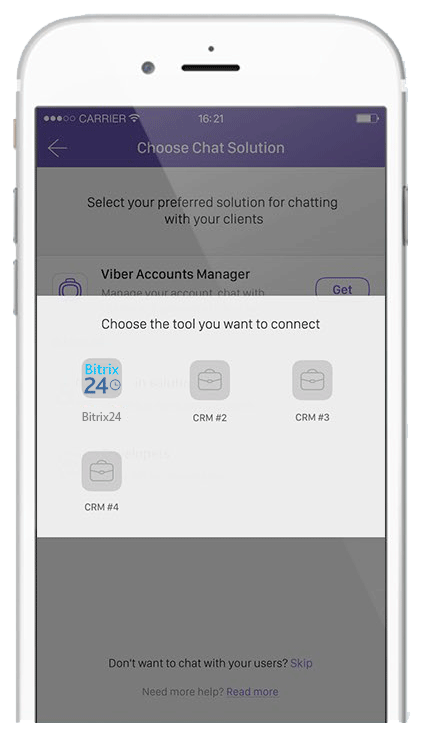 CARRIER 16:21
Choose Chat Solution
Select your preferred solution for chatting
with your clients
Viber Accounts Manager
Manage your account, chat with
Get
Choose the tool you want to connect
Bitrix
24
Bitrix24
CRM #2
CRM #3
CRM #4
Don't want to chat with your users? Skip
Need more help? Read more